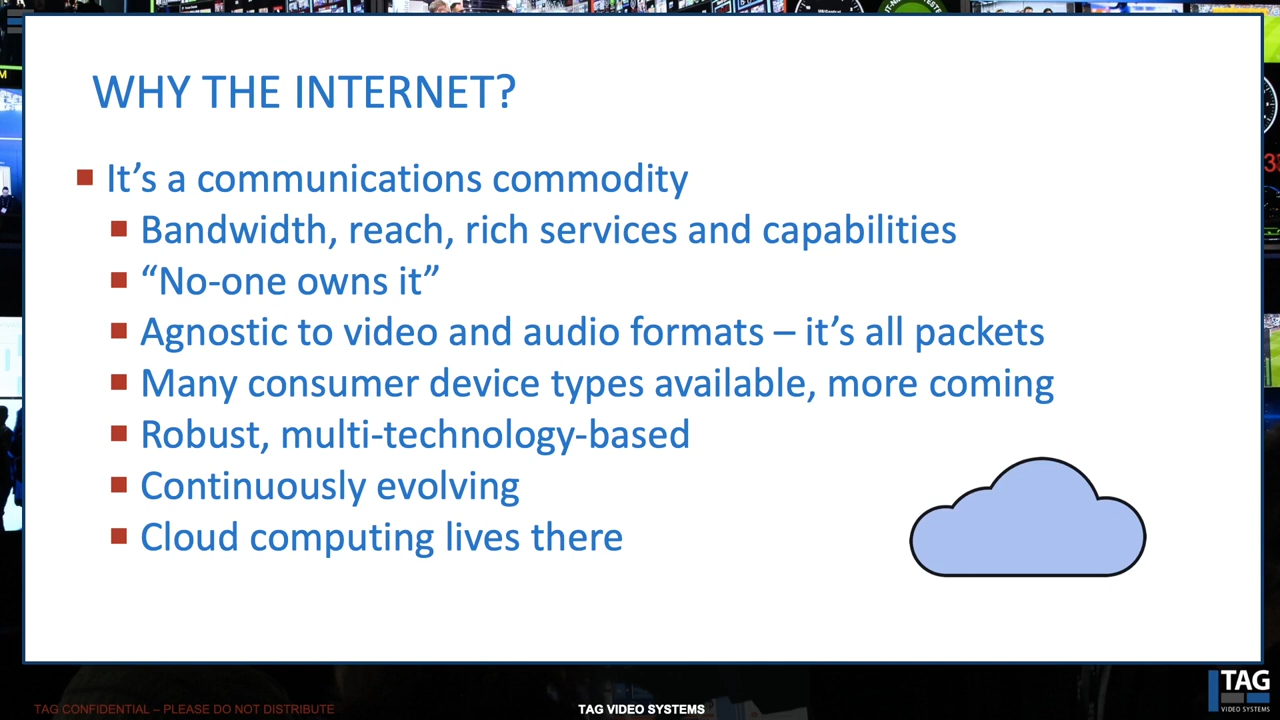 WHY THE INTERNET?
It’s a communications commodity
Bandwidth, reach, rich services and capabilities
“No-one owns it”
Agnostic to video and audio formats – it’s all packets
Many consumer device types available, more coming
Robust, multi-technology-based
Continuously evolving
Cloud computing lives there
TAG CONFIDENTIAL – PLEASE DO NOT DISTRIBUTE
TAG VIDEO SYSTEMS
TAG
VIDEO SYSTEMS